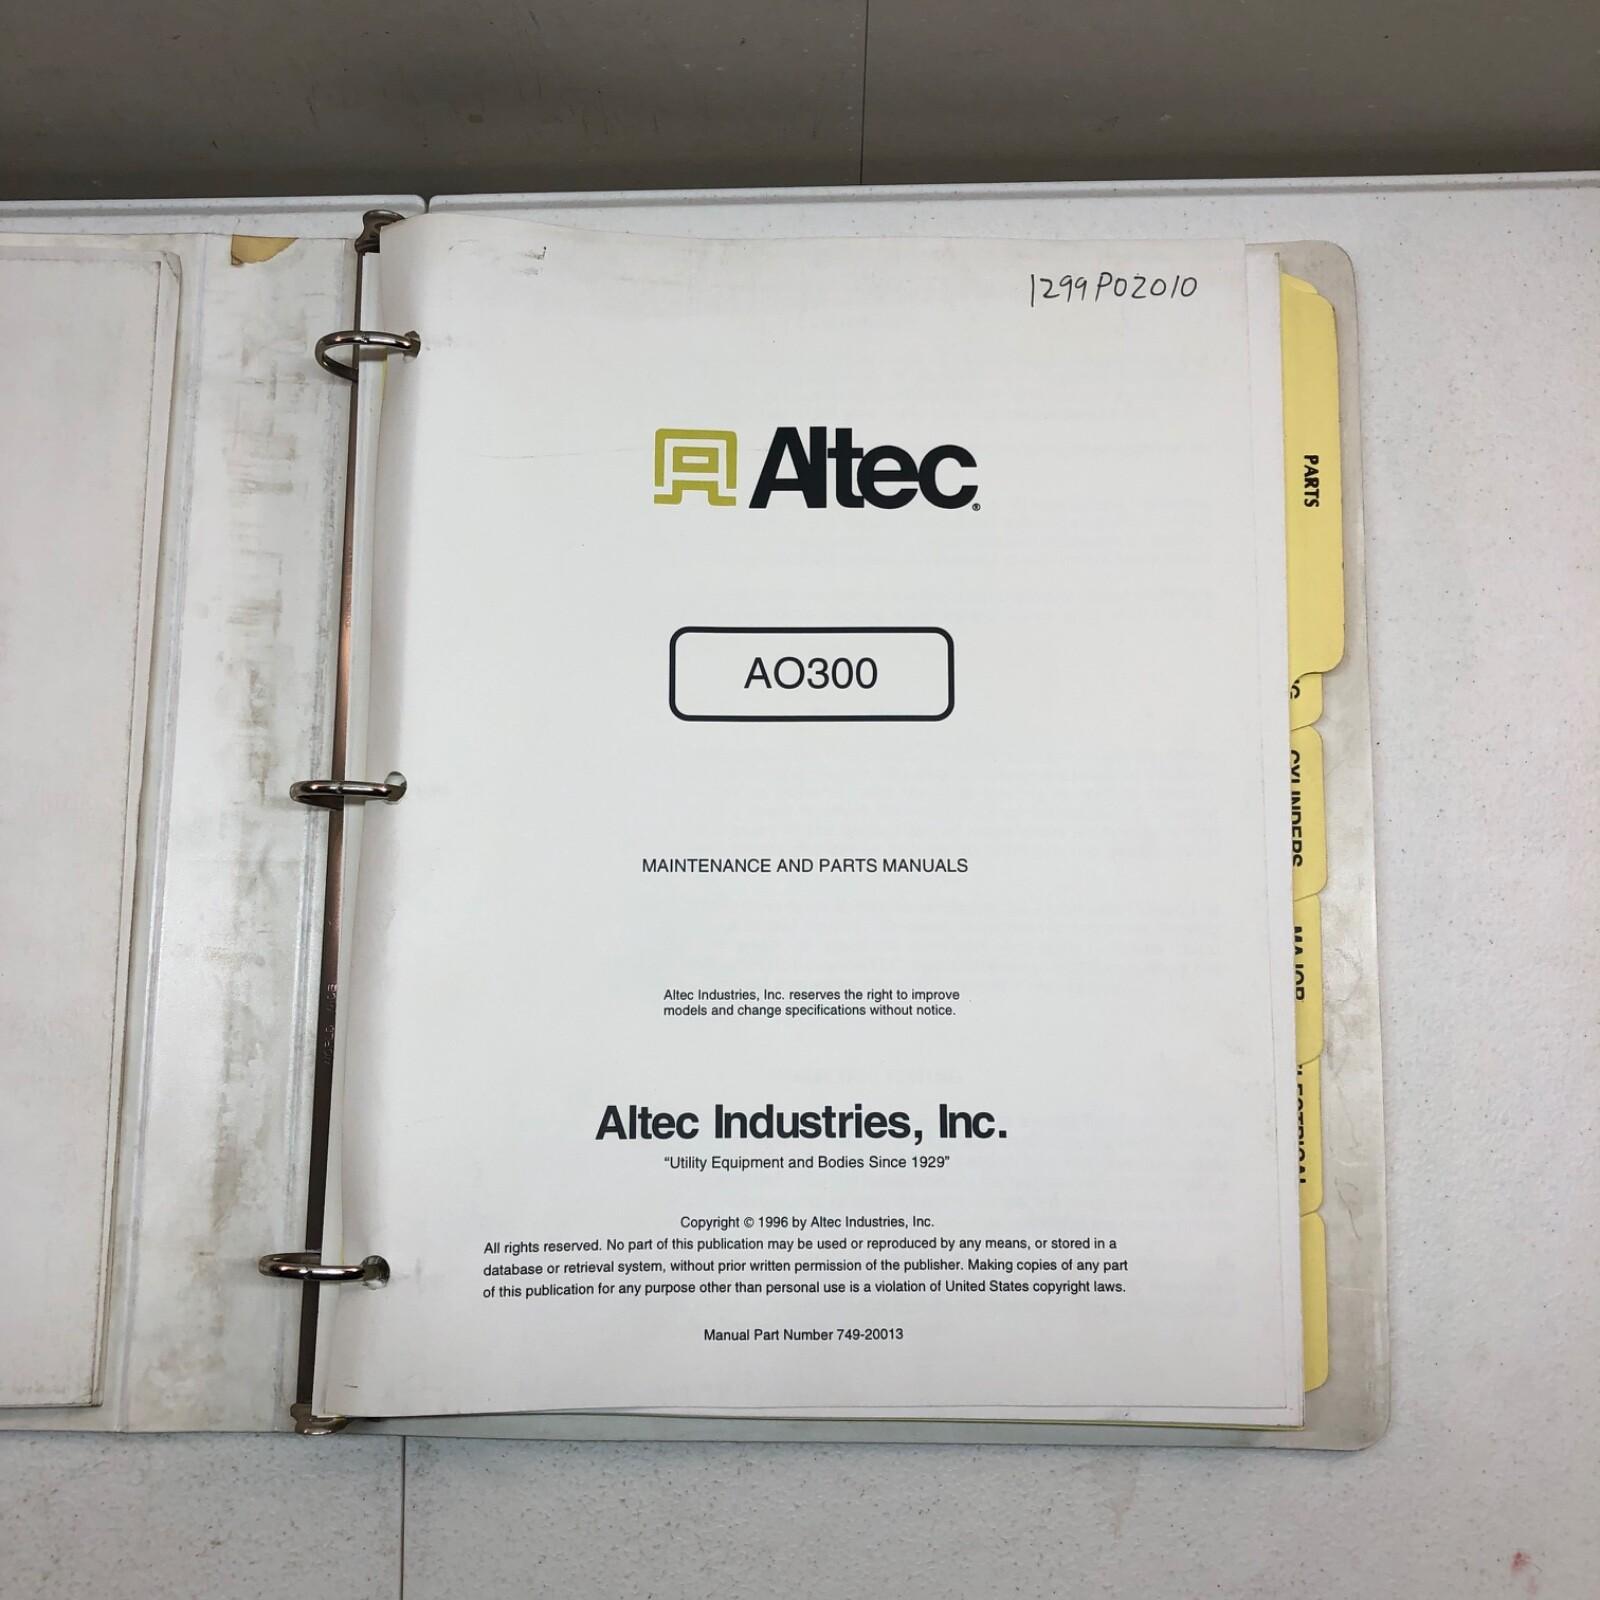 1299P02010
Altec®
AO300
MAINTENANCE AND PARTS MANUALS
Altec Industries, Inc. reserves the right to improve
models and change specifications without notice.
Altec Industries, Inc.
“Utility Equipment and Bodies Since 1929”
Copyright © 1996 by Altec Industries, Inc.
All rights reserved. No part of this publication may be used or reproduced by any means, or stored in a
database or retrieval system, without prior written permission of the publisher. Making copies of any part
of this publication for any purpose other than personal use is a violation of United States copyright laws.
Manual Part Number 749-20013
PARTS
CYLINDERS
MAJOR